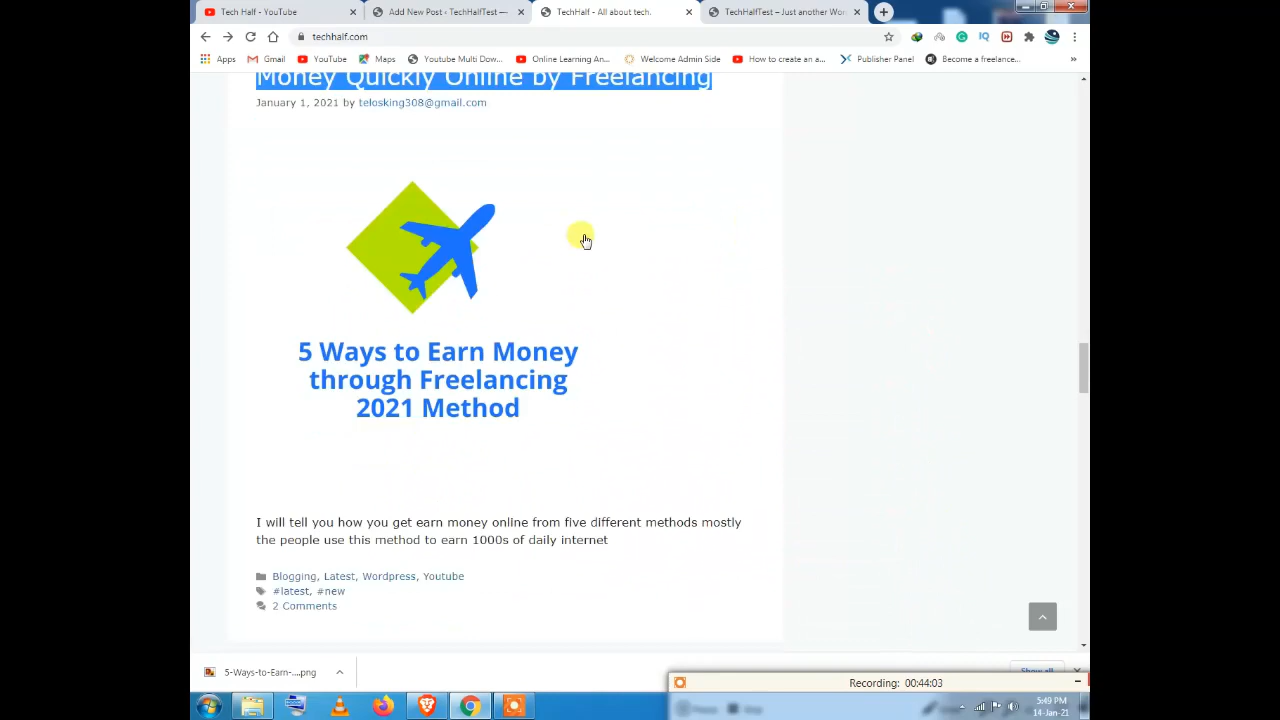 Tech Half - YouTube
Add New Post ‹ TechHalfTest —
TechHalf - All about tech.
TechHalfTest – Just another Wor
techhalf.com
Apps
Gmail
YouTube
Maps
Youtube Multi Dow...
Online Learning An...
Welcome Admin Side
How to create an a...
Publisher Panel
Become a freelance...
»
Money Quickly Online by Freelancing
January 1, 2021 by telosking308@gmail.com
5 Ways to Earn Money
through Freelancing
2021 Method
I will tell you how you get earn money online from five different methods mostly
the people use this method to earn 1000s of daily internet
Blogging, Latest, Wordpress, Youtube
#latest, #new
2 Comments
5-Ways-to-Earn-....png
Show all
Recording: 00:44:03
Pause
Stop
5:49 PM
14-Jan-21